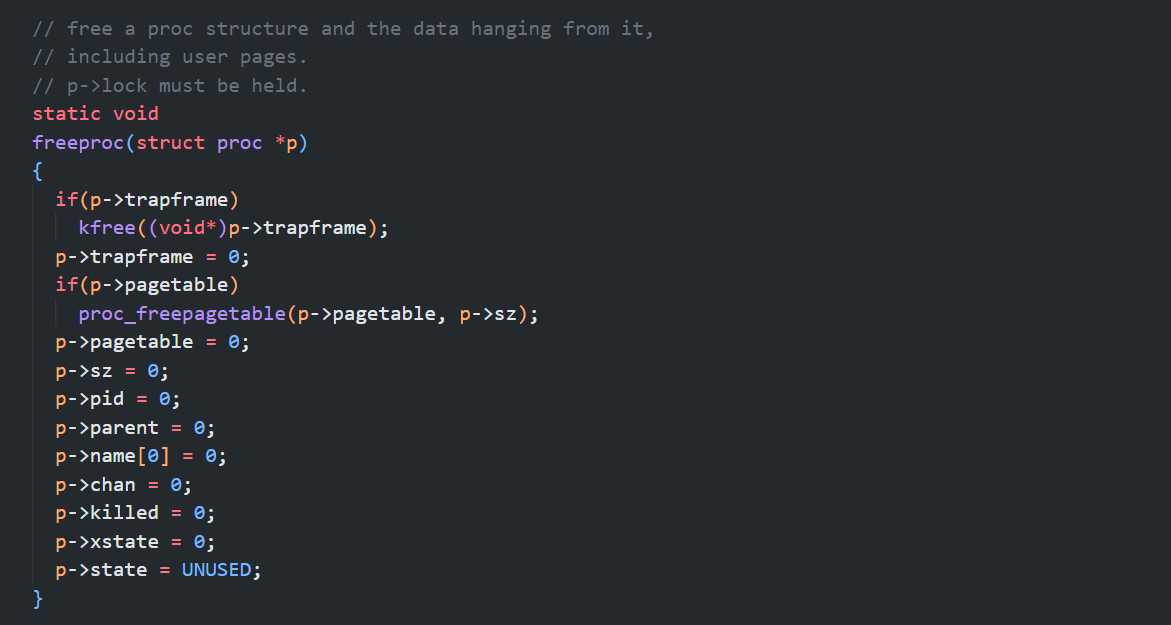 // free a proc structure and the data hanging from it,
// including user pages.
// p->lock must be held.
static void
freeproc(struct proc *p)
{
  if(p->trapframe)
    kfree((void*)p->trapframe);
  p->trapframe = 0;
  if(p->pagetable)
    proc_freepagetable(p->pagetable, p->sz);
  p->pagetable = 0;
  p->sz = 0;
  p->pid = 0;
  p->parent = 0;
  p->name[0] = 0;
  p->chan = 0;
  p->killed = 0;
  p->xstate = 0;
  p->state = UNUSED;
}